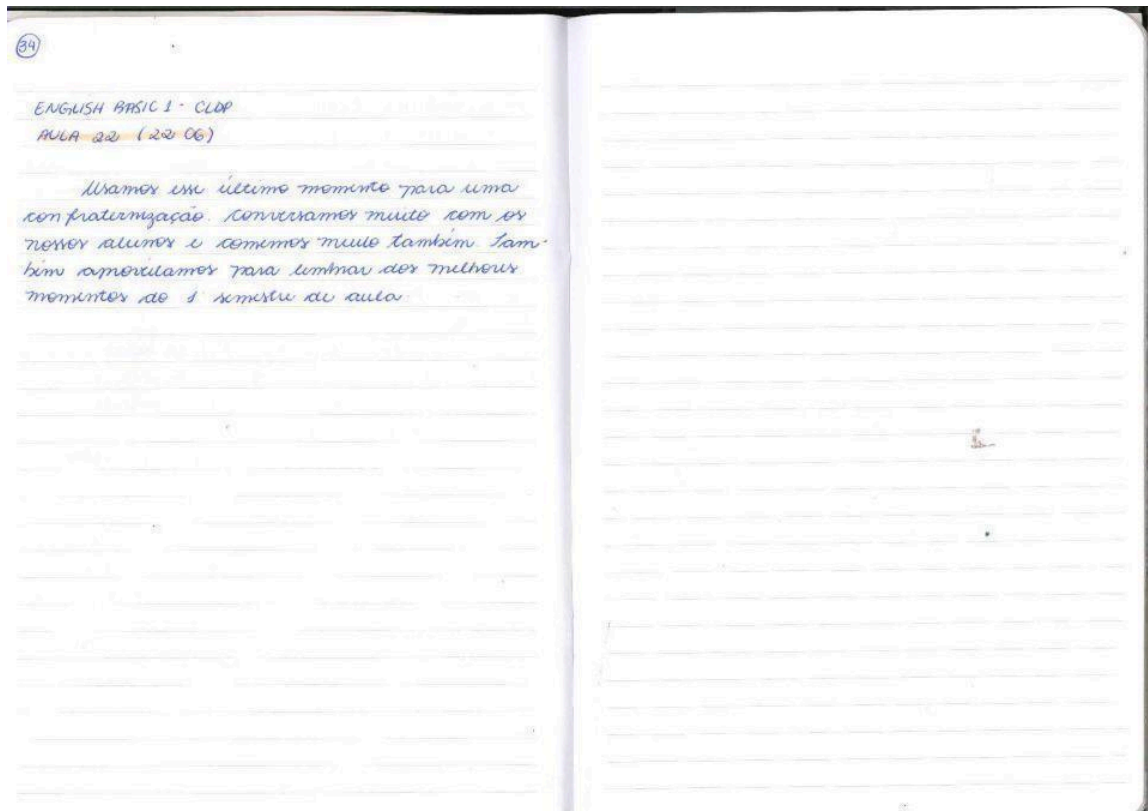 34
ENGLISH BASIC 1 - CLDP
AULA 22 (22 06)
Usamos esse último momento para uma
confraternização. Conversamos muito com os
nossos alunos e comemos muito também. Tam-
bém aproveitamos para lembrar dos melhores
momentos do 1 semestre de aula.